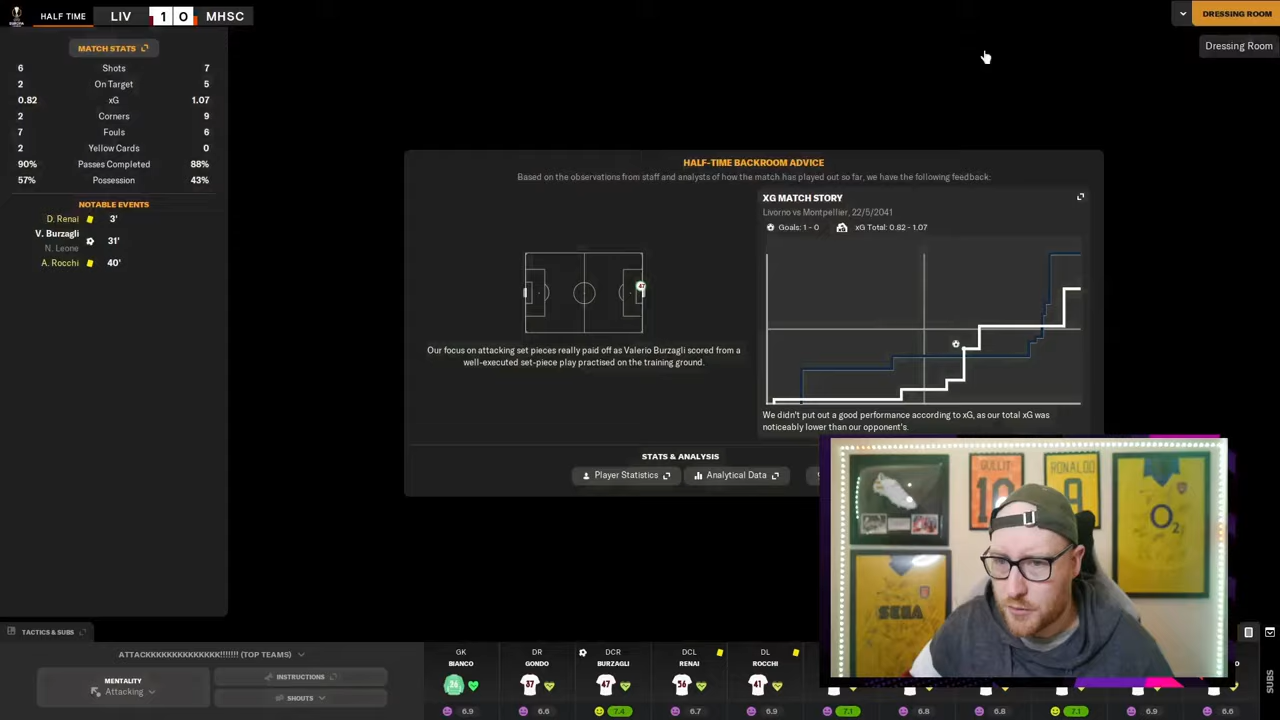 HALF TIME
LIV
1
0
MHSC
DRESSING ROOM
Dressing Room
MATCH STATS
6 Shots 7
2 On Target 5
0.82 xG 1.07
2 Corners 9
7 Fouls 6
2 Yellow Cards 0
90% Passes Completed 88%
57% Possession 43%
NOTABLE EVENTS
D. Renai 3'
V. Burzagli
31'
N. Leone
A. Rocchi 40'
HALF-TIME BACKROOM ADVICE
Based on the observations from staff and analysts of how the match has played out so far, we have the following feedback:
Our focus on attacking set pieces really paid off as Valerio Burzagli scored from a
well-executed set-piece play practised on the training ground.
XG MATCH STORY
Livorno vs Montpellier, 22/5/2041
Goals: 1 - 0 xG Total: 0.82 - 1.07
We didn't put out a good performance according to xG, as our total xG was
noticeably lower than our opponent's.
STATS & ANALYSIS
Player Statistics
Analytical Data
GULLIT
10
RONALDO
9
O2
SEGA
TACTICS & SUBS
ATTACKKKKKKKKKKKKK!!!!!!! (TOP TEAMS)
MENTALITY
Attacking
INSTRUCTIONS
SHOUTS
GK DR DCR DCL DL
BIANCO GONDO BURZAGLI RENAI ROCCHI
26 37 47 56 41
6.9 6.6 7.4 6.7 6.9 7.1 6.8 6.8 7.1 6.9 6.6
SUBS